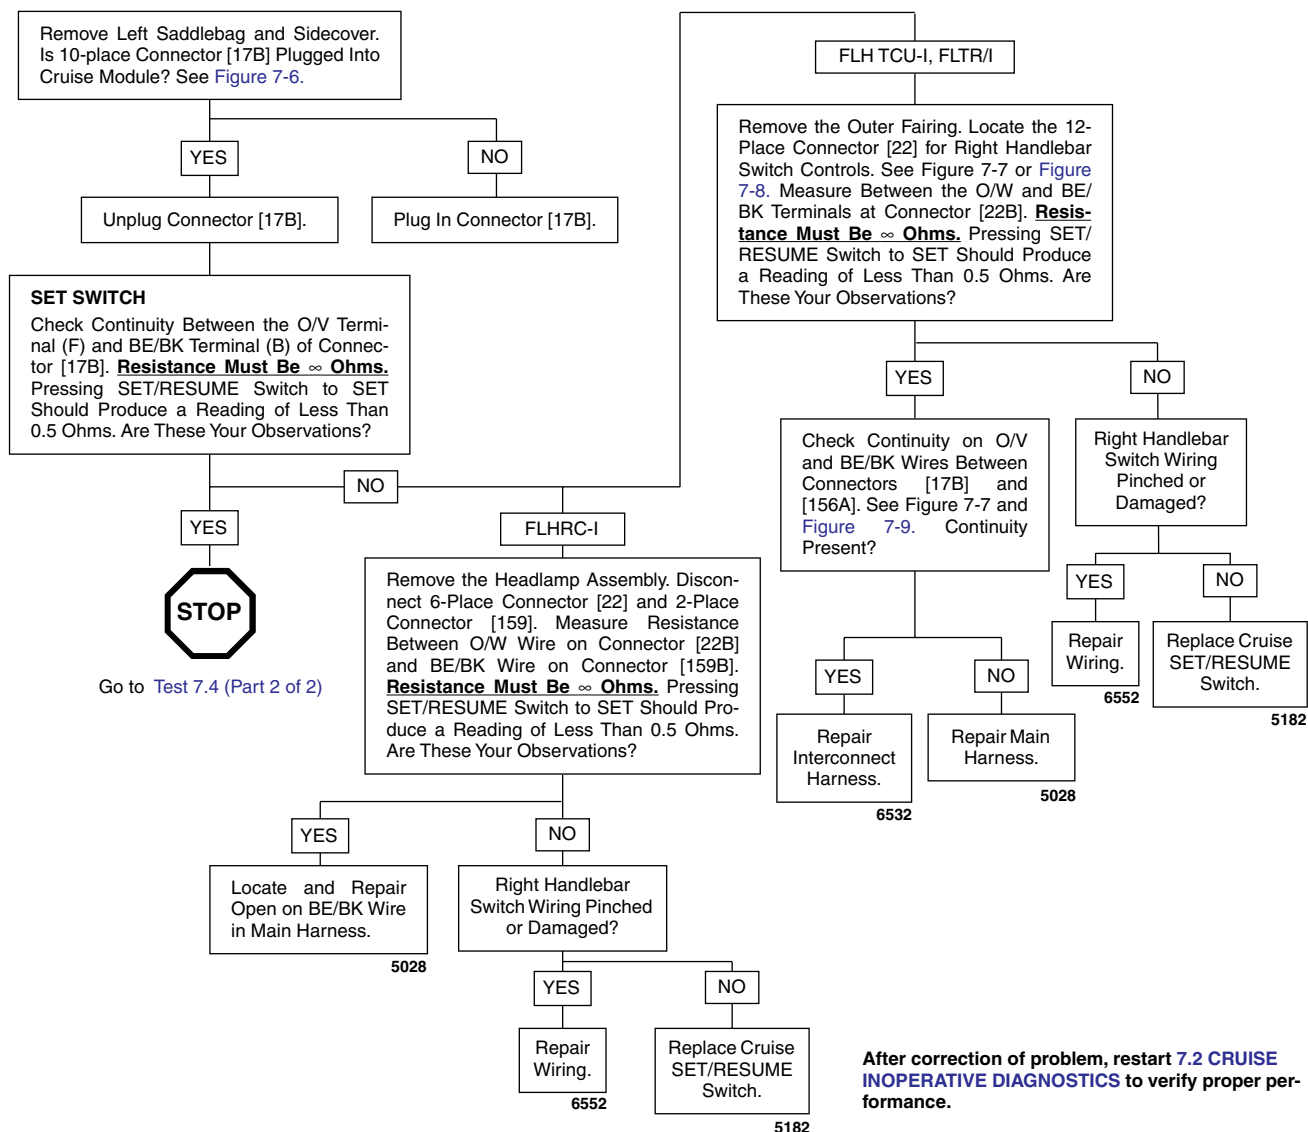 Remove Left Saddlebag and Sidecover.
Is 10-place Connector [17B] Plugged Into
Cruise Module? See Figure 7-6.
YES
NO
Unplug Connector [17B].
Plug In Connector [17B].
SET SWITCH
Check Continuity Between the O/V Termi-
nal (F) and BE/BK Terminal (B) of Connec-
tor [17B]. Resistance Must Be ∞ Ohms.
Pressing SET/RESUME Switch to SET
Should Produce a Reading of Less Than
0.5 Ohms. Are These Your Observations?
NO
YES
STOP
Go to Test 7.4 (Part 2 of 2)
FLHRC-I
Remove the Headlamp Assembly. Discon-
nect 6-Place Connector [22] and 2-Place
Connector [159]. Measure Resistance
Between O/W Wire on Connector [22B]
and BE/BK Wire on Connector [159B].
Resistance Must Be ∞ Ohms. Pressing
SET/RESUME Switch to SET Should Pro-
duce a Reading of Less Than 0.5 Ohms.
Are These Your Observations?
YES
NO
Locate and Repair
Open on BE/BK Wire
in Main Harness.
5028
Right Handlebar
Switch Wiring Pinched
or Damaged?
YES
NO
Repair
Wiring.
6552
Replace Cruise
SET/RESUME
Switch.
5182
FLH TCU-I, FLTR/I
Remove the Outer Fairing. Locate the 12-
Place Connector [22] for Right Handlebar
Switch Controls. See Figure 7-7 or Figure
7-8. Measure Between the O/W and BE/
BK Terminals at Connector [22B]. Resis-
tance Must Be ∞ Ohms. Pressing SET/
RESUME Switch to SET Should Produce
a Reading of Less Than 0.5 Ohms. Are
These Your Observations?
YES
NO
Check Continuity on O/V
and BE/BK Wires Between
Connectors [17B] and
[156A]. See Figure 7-7 and
Figure 7-9. Continuity
Present?
YES
NO
Repair
Interconnect
Harness.
6532
Repair Main
Harness.
5028
Right Handlebar
Switch Wiring
Pinched or
Damaged?
YES
NO
Repair
Wiring.
6552
Replace Cruise
SET/RESUME
Switch.
5182
After correction of problem, restart 7.2 CRUISE
INOPERATIVE DIAGNOSTICS to verify proper per-
formance.